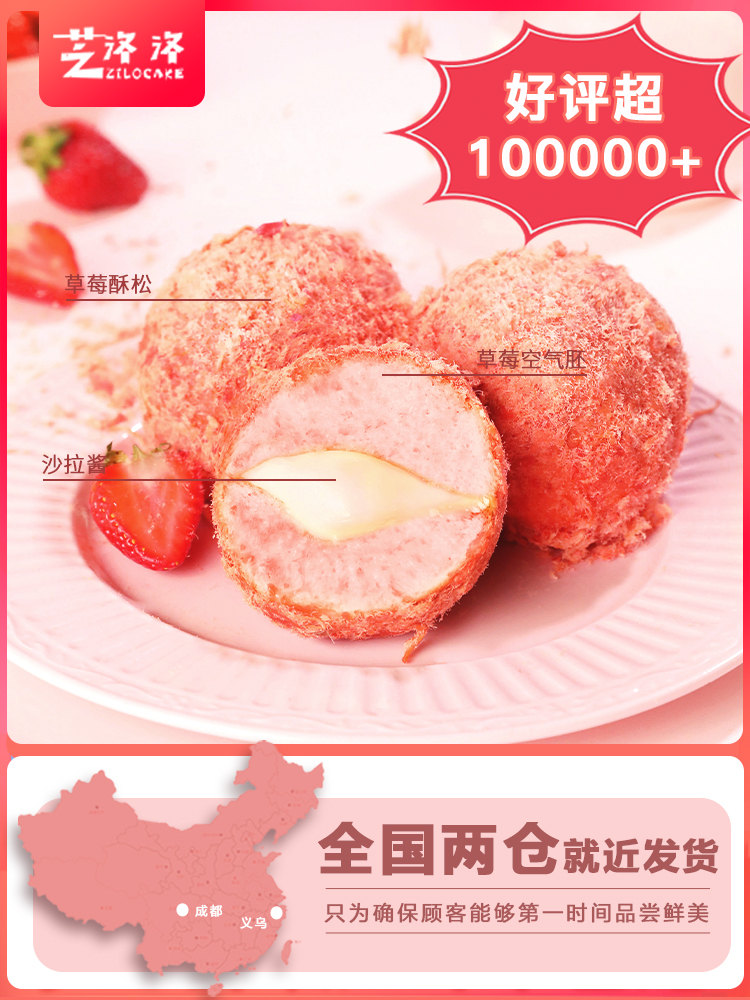 芝洛洛
ZILOCAKE
好评超
100000+
草莓酥松
草莓空气胚
沙拉酱
全国两仓就近发货
只为确保顾客能够第一时间品尝鲜美
成都
义乌